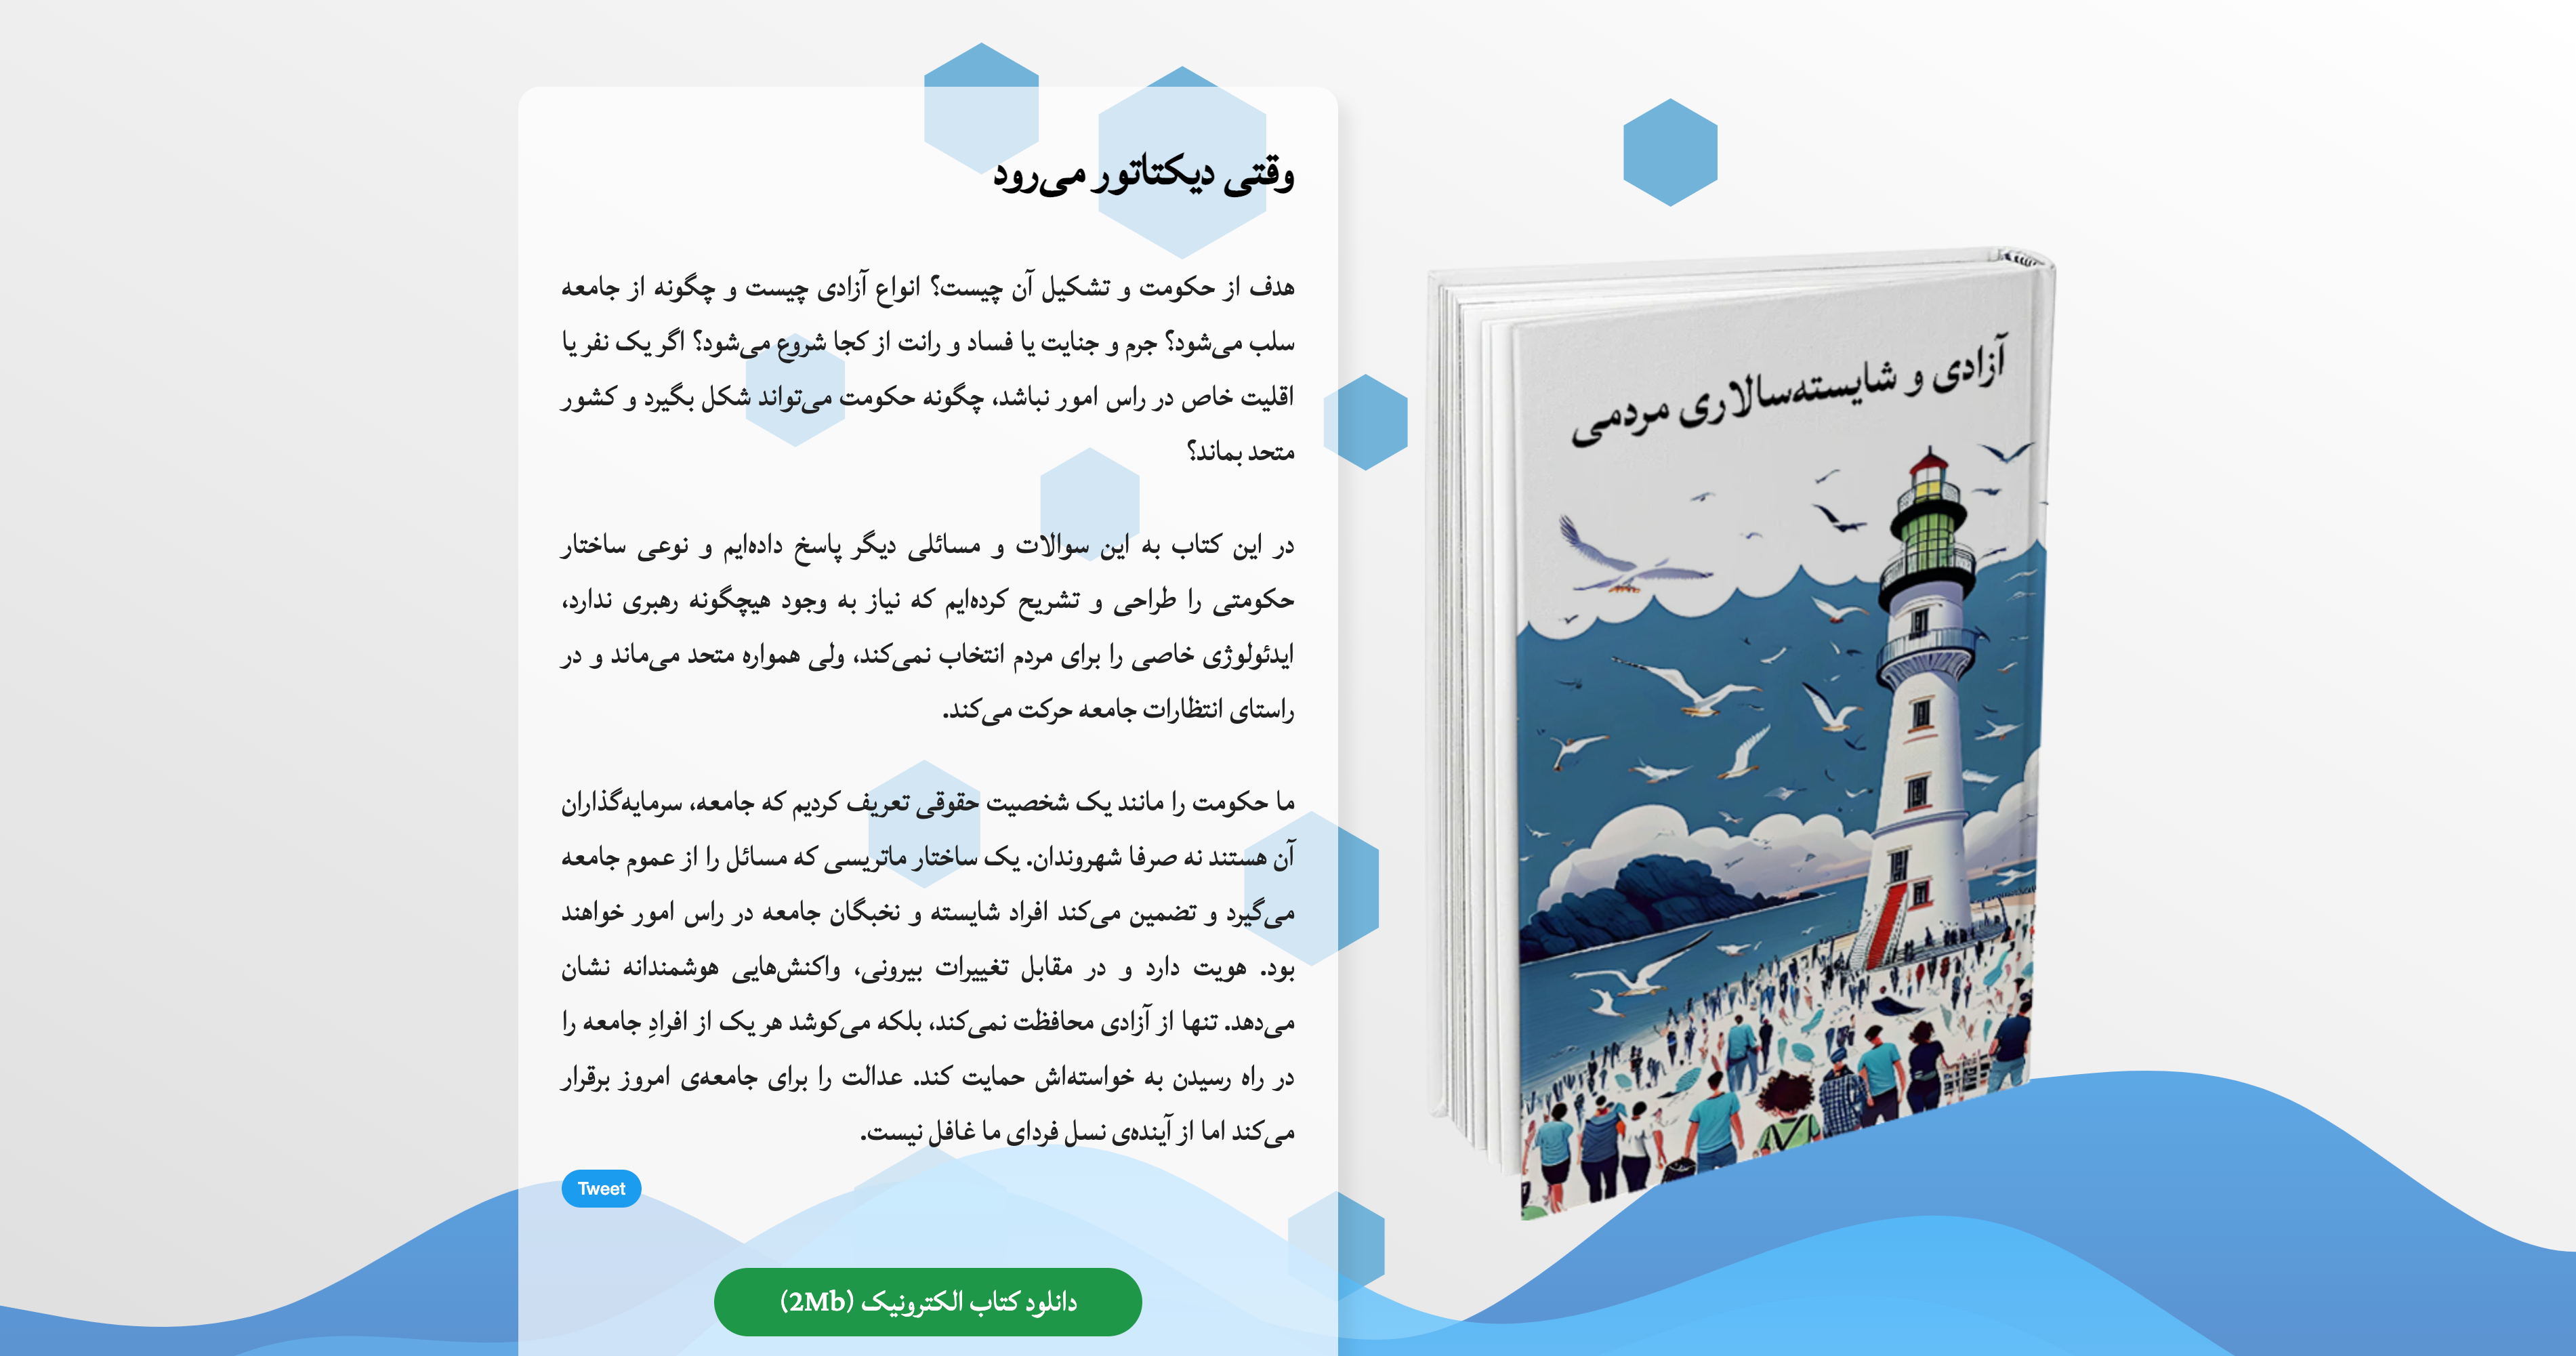 وقتی دیکتاتور می‌رود
هدف از حکومت و تشکیل آن چیست؟ انواع آزادی چیست و چگونه از جامعه
سلب می‌شود؟ جرم و جنایت یا فساد و رانت از کجا شروع می‌شود؟ اگر یک نفر یا
اقلیت خاص در راس امور نباشد، چگونه حکومت می‌تواند شکل بگیرد و کشور
متحد بماند؟
در این کتاب به این سوالات و مسائلی دیگر پاسخ داده‌ایم و نوعی ساختار
حکومتی را طراحی و تشریح کرده‌ایم که نیاز به وجود هیچگونه رهبری ندارد،
ایدئولوژی خاصی را برای مردم انتخاب نمی‌کند، ولی همواره متحد می‌ماند و در
راستای انتظارات جامعه حرکت می‌کند.
ما حکومت را مانند یک شخصیت حقوقی تعریف کردیم که جامعه، سرمایه‌گذاران
آن هستند نه صرفا شهروندان. یک ساختار ماتریسی که مسائل را از عموم جامعه
می‌گیرد و تضمین می‌کند افراد شایسته و نخبگان جامعه در راس امور خواهند
بود. هویت دارد و در مقابل تغییرات بیرونی، واکنش‌هایی هوشمندانه نشان
می‌دهد. تنها از آزادی محافظت نمی‌کند، بلکه می‌کوشد هر یک از افرادِ جامعه را
در راه رسیدن به خواسته‌اش حمایت کند. عدالت را برای جامعه‌ی امروز برقرار
می‌کند اما از آینده‌ی نسل فردای ما غافل نیست.
Tweet
دانلود کتاب الکترونیک (2Mb)
آزادی و شایسته‌سالاری مردمی